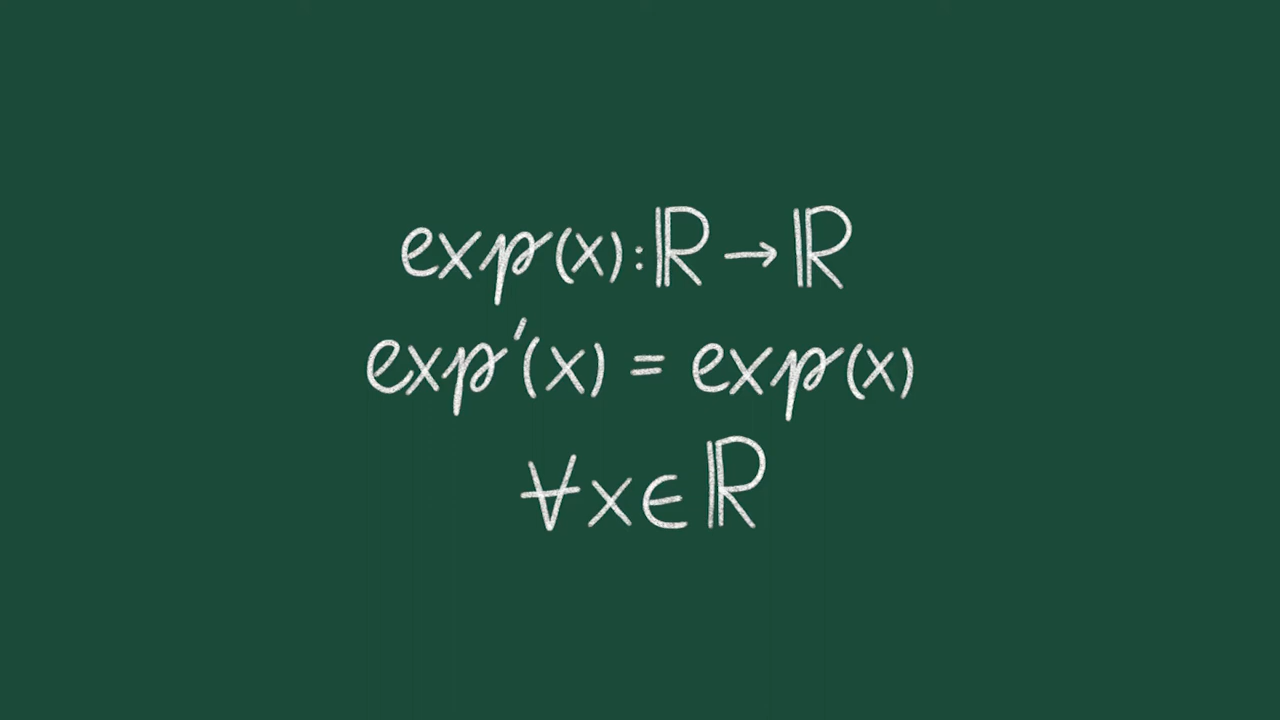 exp(x):ℝ→ℝ
exp′(x) = exp(x)
∀x∈ℝ